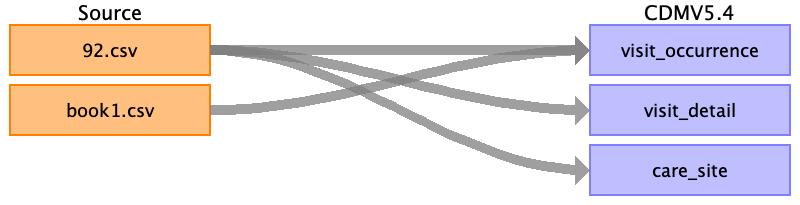 Source
CDMV5.4
92.csv
visit_occurrence
book1.csv
visit_detail
care_site